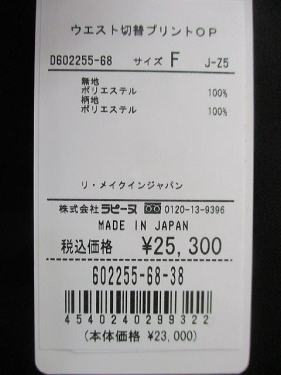 ウエスト切替プリントOP
D602255-68 サイズ F J-Z5
無地
ポリエステル 100%
柄地
ポリエステル 100%
リ・メイクインジャパン
株式会社ラピーヌ 0120-13-9396
MADE IN JAPAN
税込価格 ¥25,300
602255-68-38
4540240299322
(本体価格 ¥23,000)